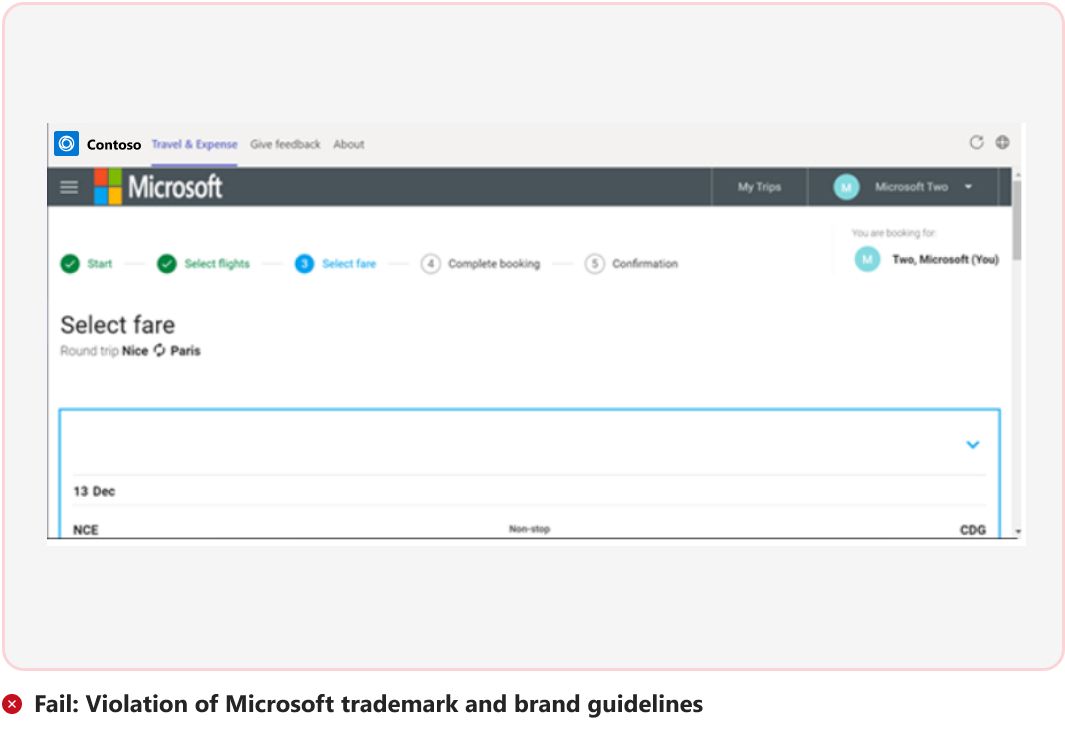 Contoso Travel & Expense Give feedback About
Microsoft My Trips M Microsoft Two
You are booking for:
M Two, Microsoft (You)
Start Select flights 3 Select fare 4 Complete booking 5 Confirmation
Select fare
Round trip Nice Paris
13 Dec
NCE Non-stop CDG
Fail: Violation of Microsoft trademark and brand guidelines